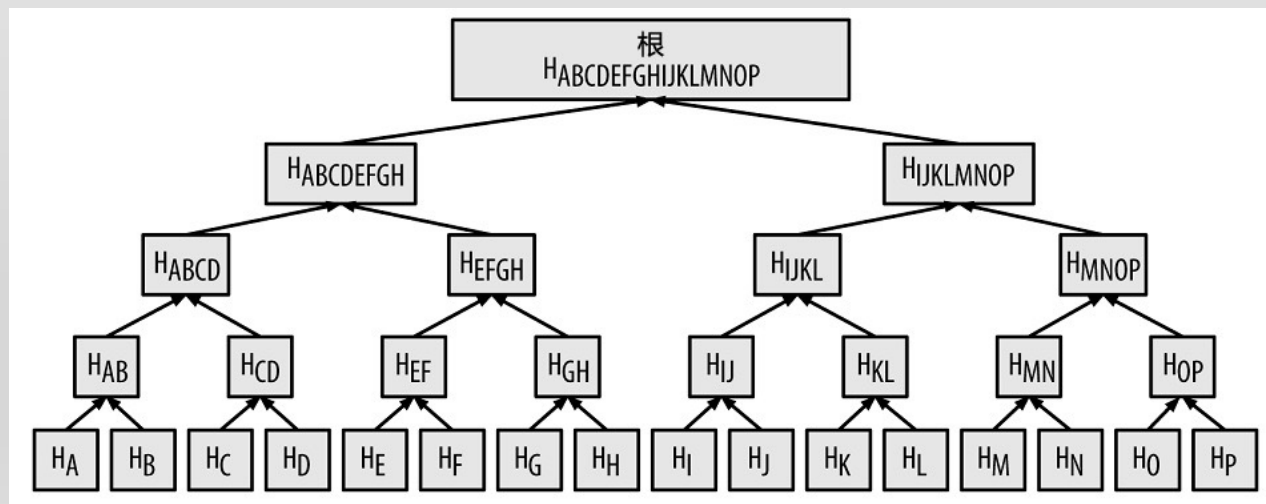 根
HABCDEFGHIJKLMNOP
HABCDEFGH HIJKLMNOP
HABCD HEFGH HIJKL HMNOP
HAB HCD HEF HGH HIJ HKL HMN HOP
HA HB HC HD HE HF HG HH HI HJ HK HL HM HN HO HP